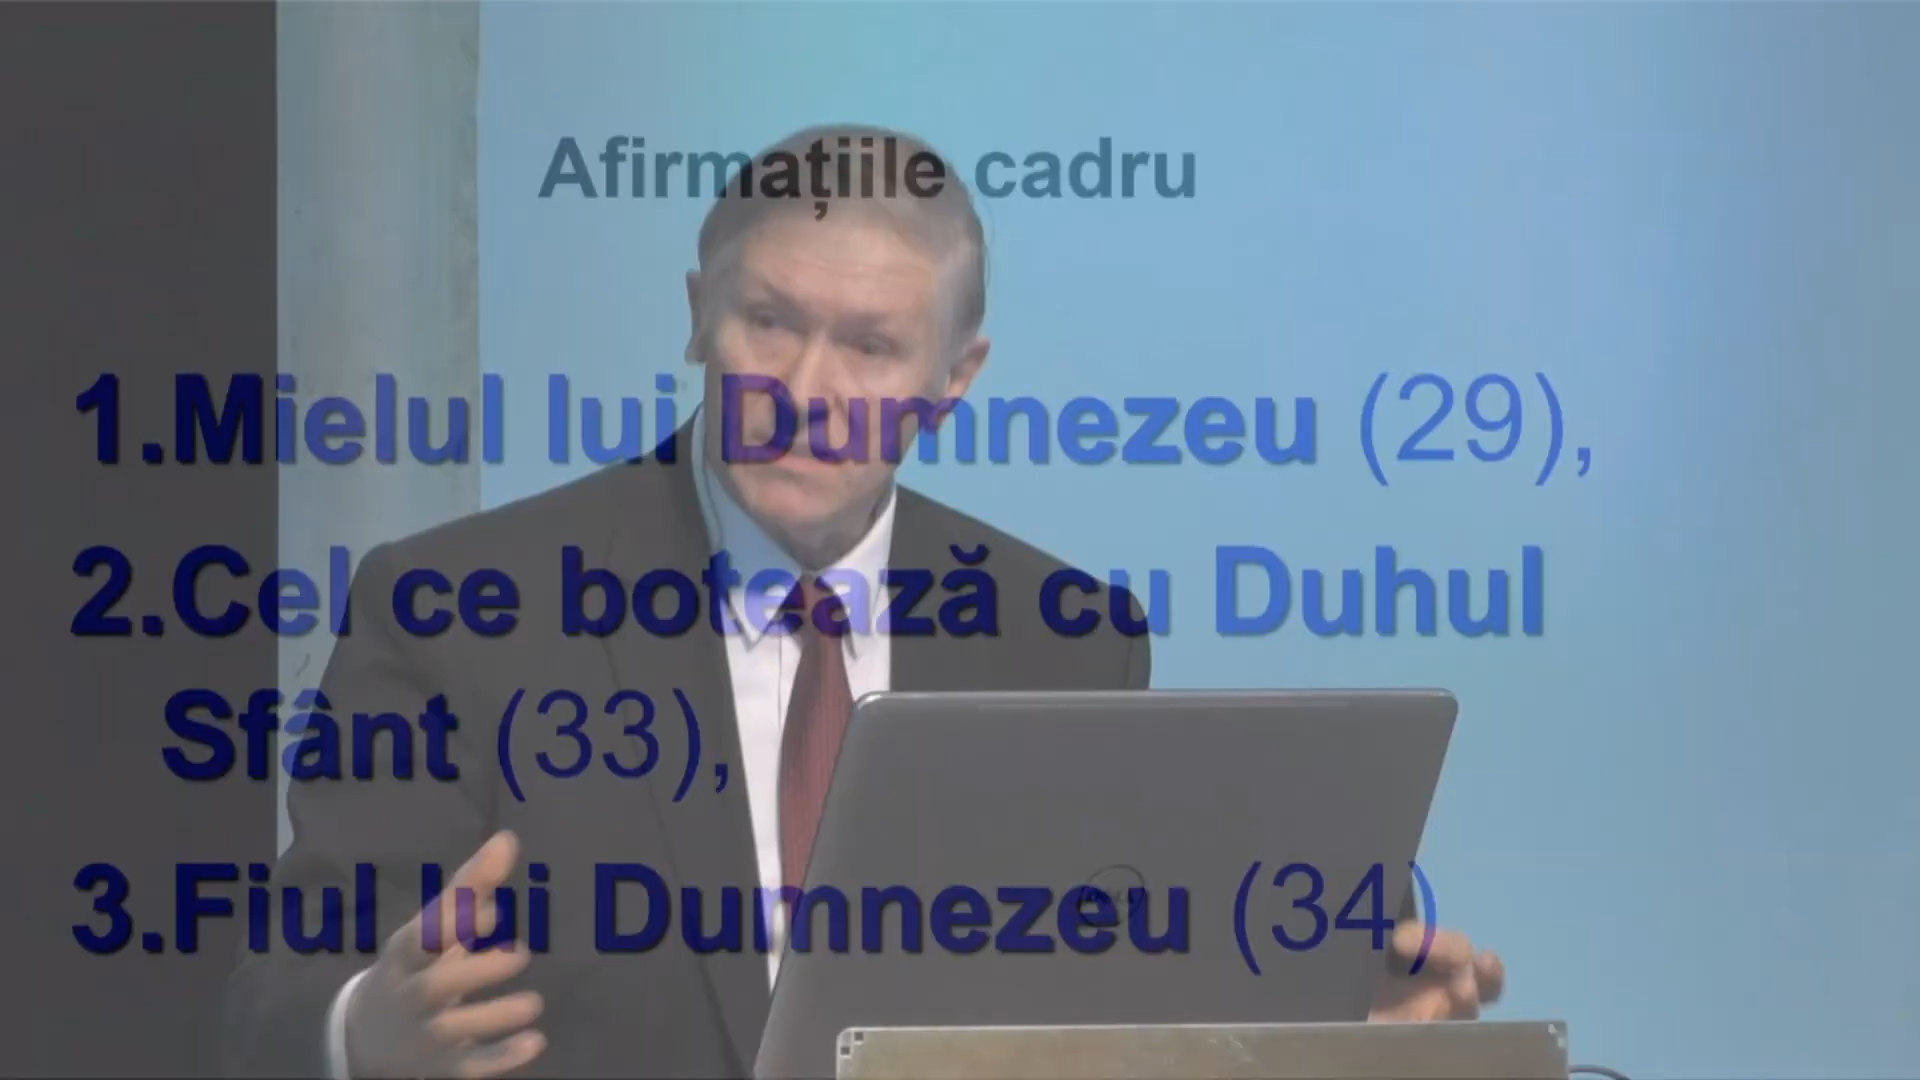 Afirmațiile cadru
1.Mielul lui Dumnezeu (29),
2.Cel ce botează cu Duhul
Sfânt (33),
3.Fiul lui Dumnezeu (34)